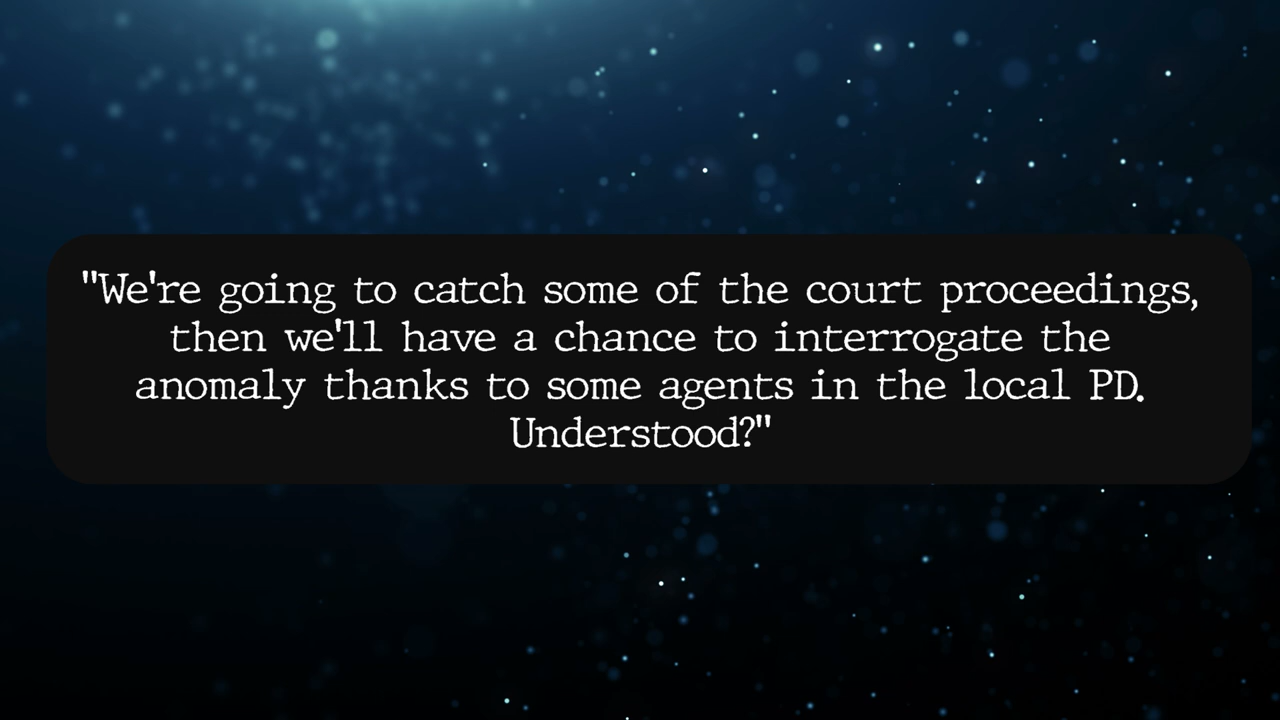 "We're going to catch some of the court proceedings,
then we'll have a chance to interrogate the
anomaly thanks to some agents in the local PD.
Understood?"